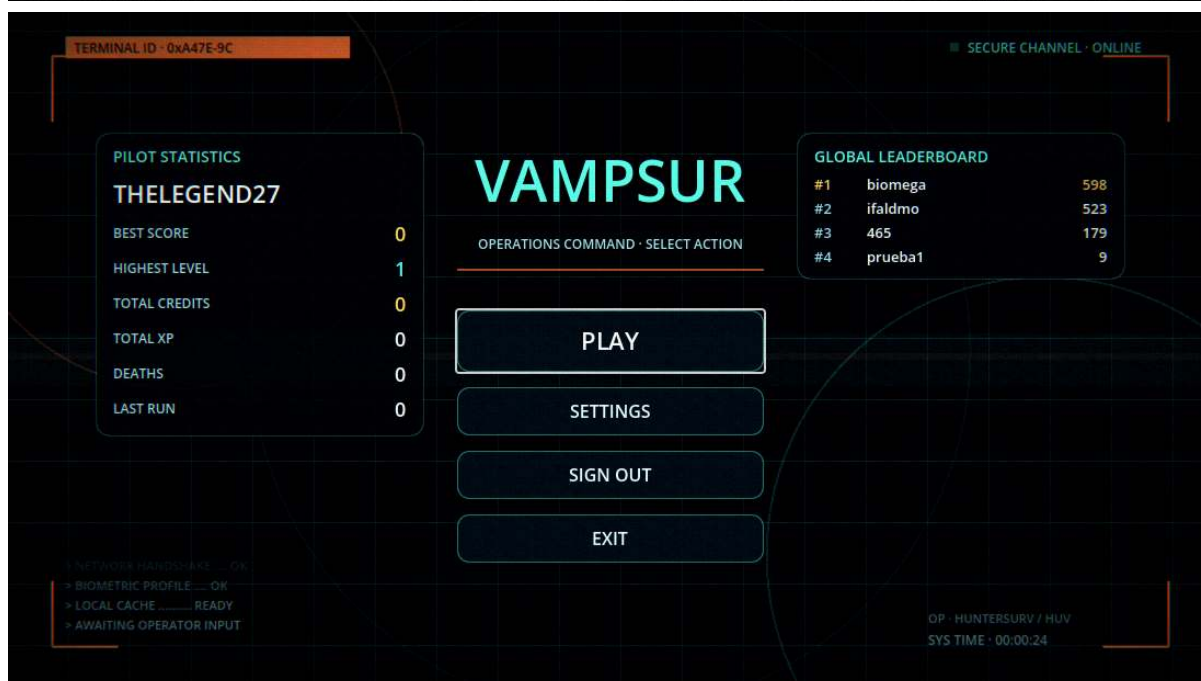 TERMINAL ID · 0xA47E-9C
SECURE CHANNEL · ONLINE
PILOT STATISTICS
THELEGEND27
BEST SCORE 0
HIGHEST LEVEL 1
TOTAL CREDITS 0
TOTAL XP 0
DEATHS 0
LAST RUN 0
VAMPSUR
OPERATIONS COMMAND · SELECT ACTION
PLAY
SETTINGS
SIGN OUT
EXIT
GLOBAL LEADERBOARD
#1 biomega 598
#2 ifaldmo 523
#3 465 179
#4 prueba1 9
> NETWORK HANDSHAKE .... OK
> BIOMETRIC PROFILE .... OK
> LOCAL CACHE .......... READY
> AWAITING OPERATOR INPUT
OP · HUNTERSURV / HUV
SYS TIME · 00:00:24